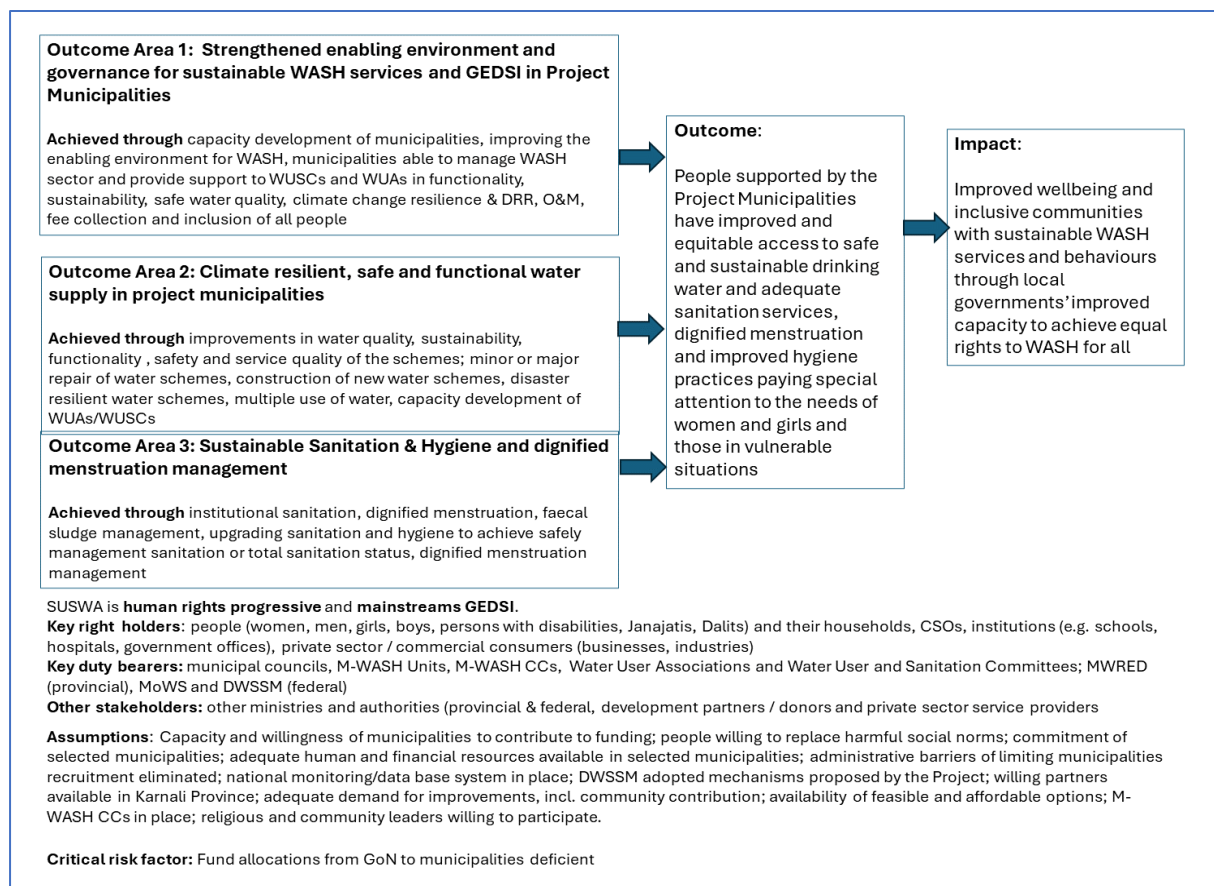 Outcome Area 1:  Strengthened enabling environment and
governance for sustainable WASH services and GEDSI in Project
Municipalities
Achieved through capacity development of municipalities, improving the
enabling environment for WASH, municipalities able to manage WASH
sector and provide support to WUSCs and WUAs in functionality,
sustainability, safe water quality, climate change resilience & DRR, O&M,
fee collection and inclusion of all people
Outcome Area 2: Climate resilient, safe and functional water
supply in project municipalities
Achieved through improvements in water quality, sustainability,
functionality , safety and service quality of the schemes; minor or major
repair of water schemes, construction of new water schemes, disaster
resilient water schemes, multiple use of water, capacity development of
WUAs/WUSCs
Outcome Area 3: Sustainable Sanitation & Hygiene and dignified
menstruation management
Achieved through institutional sanitation, dignified menstruation, faecal
sludge management, upgrading sanitation and hygiene to achieve safely
management sanitation or total sanitation status, dignified menstruation
management
Outcome:
People supported by the
Project Municipalities
have improved and
equitable access to safe
and sustainable drinking
water and adequate
sanitation services,
dignified menstruation
and improved hygiene
practices paying special
attention to the needs of
women and girls and
those in vulnerable
situations
Impact:
Improved wellbeing and
inclusive communities
with sustainable WASH
services and behaviours
through local
governments' improved
capacity to achieve equal
rights to WASH for all
SUSWA is human rights progressive and mainstreams GEDSI.
Key right holders: people (women, men, girls, boys, persons with disabilities, Janajatis, Dalits) and their households, CSOs, institutions (e.g. schools,
hospitals, government offices), private sector / commercial consumers (businesses, industries)
Key duty bearers: municipal councils, M-WASH Units, M-WASH CCs,  Water User Associations and Water User and Sanitation Committees; MWRED
(provincial), MoWS and DWSSM (federal)
Other stakeholders: other ministries and authorities (provincial & federal, development partners / donors and private sector service providers
Assumptions: Capacity and willingness of municipalities to contribute to funding; people willing to replace harmful social norms; commitment of
selected municipalities; adequate human and financial resources available in selected municipalities; administrative barriers of limiting municipalities
recruitment eliminated; national monitoring/data base system in place; DWSSM adopted mechanisms proposed by the Project; willing partners
available in Karnali Province; adequate demand for improvements, incl. community contribution; availability of feasible and affordable options; M-
WASH CCs in place; religious and community leaders willing to participate.
Critical risk factor: Fund allocations from GoN to municipalities deficient